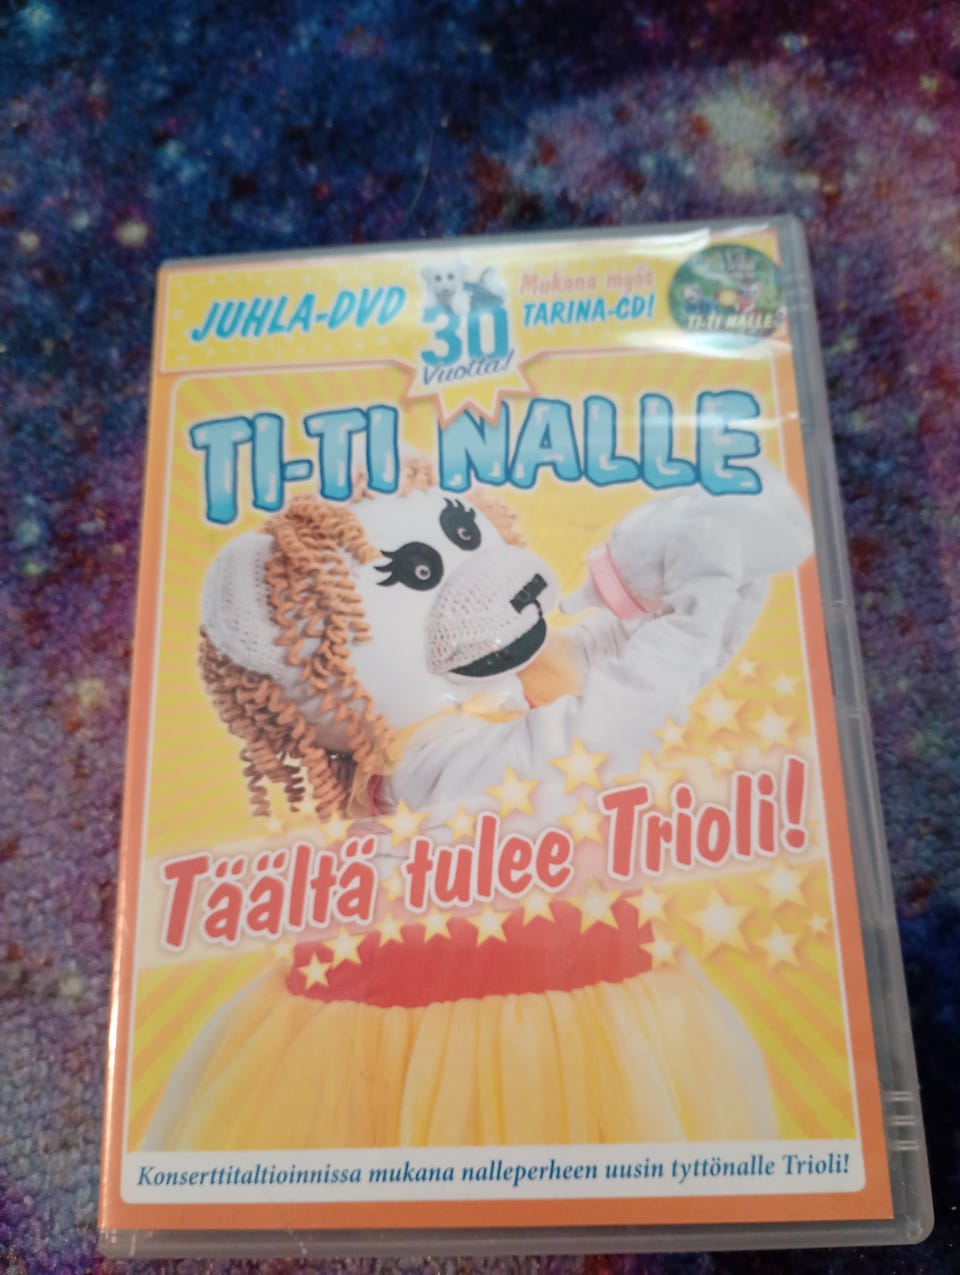 JUHLA-DVD
30
Vuotta!
Mukana myös
TARINA-CD!
TI-TI NALLE
TI-TI NALLE
Täältä tulee Trioli!
Konserttitaltioinnissa mukana nalleperheen uusin tyttönalle Trioli!